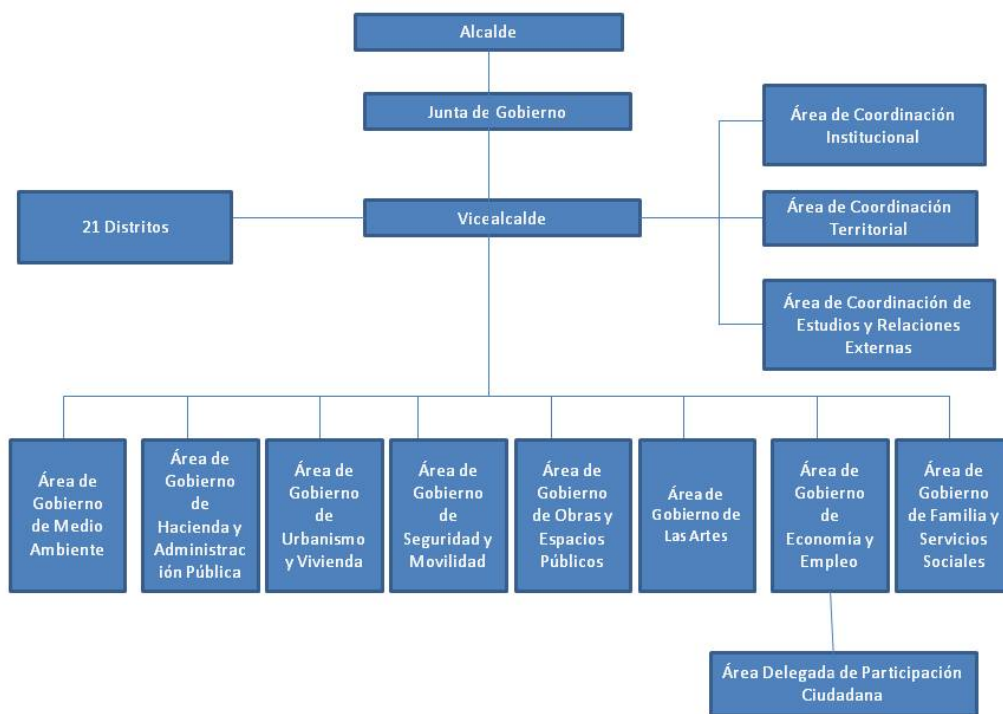 Alcalde
Junta de Gobierno
Área de Coordinación
Institucional
21 Distritos
Vicealcalde
Área de Coordinación
Territorial
Área de Coordinación de
Estudios y Relaciones
Externas
Área de
Gobierno
de Medio
Ambiente
Área de
Gobierno
de
Hacienda y
Administrac
ión Pública
Área de
Gobierno
de
Urbanismo
y Vivienda
Área de
Gobierno
de
Seguridad y
Movilidad
Área de
Gobierno
de Obras y
Espacios
Públicos
Área de
Gobierno de
Las Artes
Área de
Gobierno
de
Economía y
Empleo
Área de
Gobierno
de Familia y
Servicios
Sociales
Área Delegada de Participación
Ciudadana